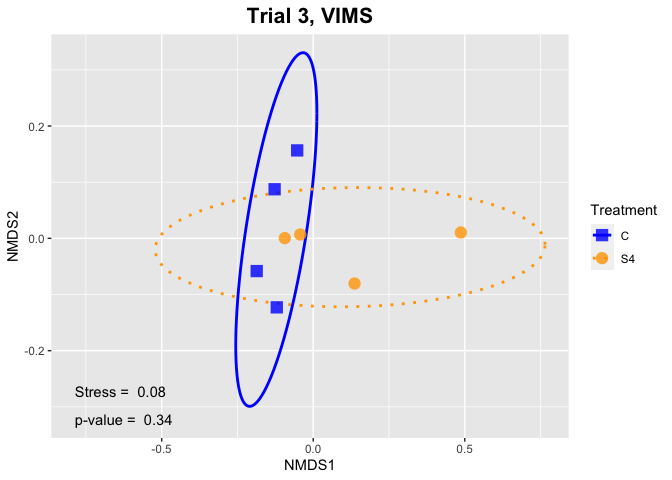 Trial 3, VIMS
NMDS2
0.2
0.0
-0.2
Stress =  0.08
p-value =  0.34
-0.5
0.0
0.5
NMDS1
Treatment
C
S4